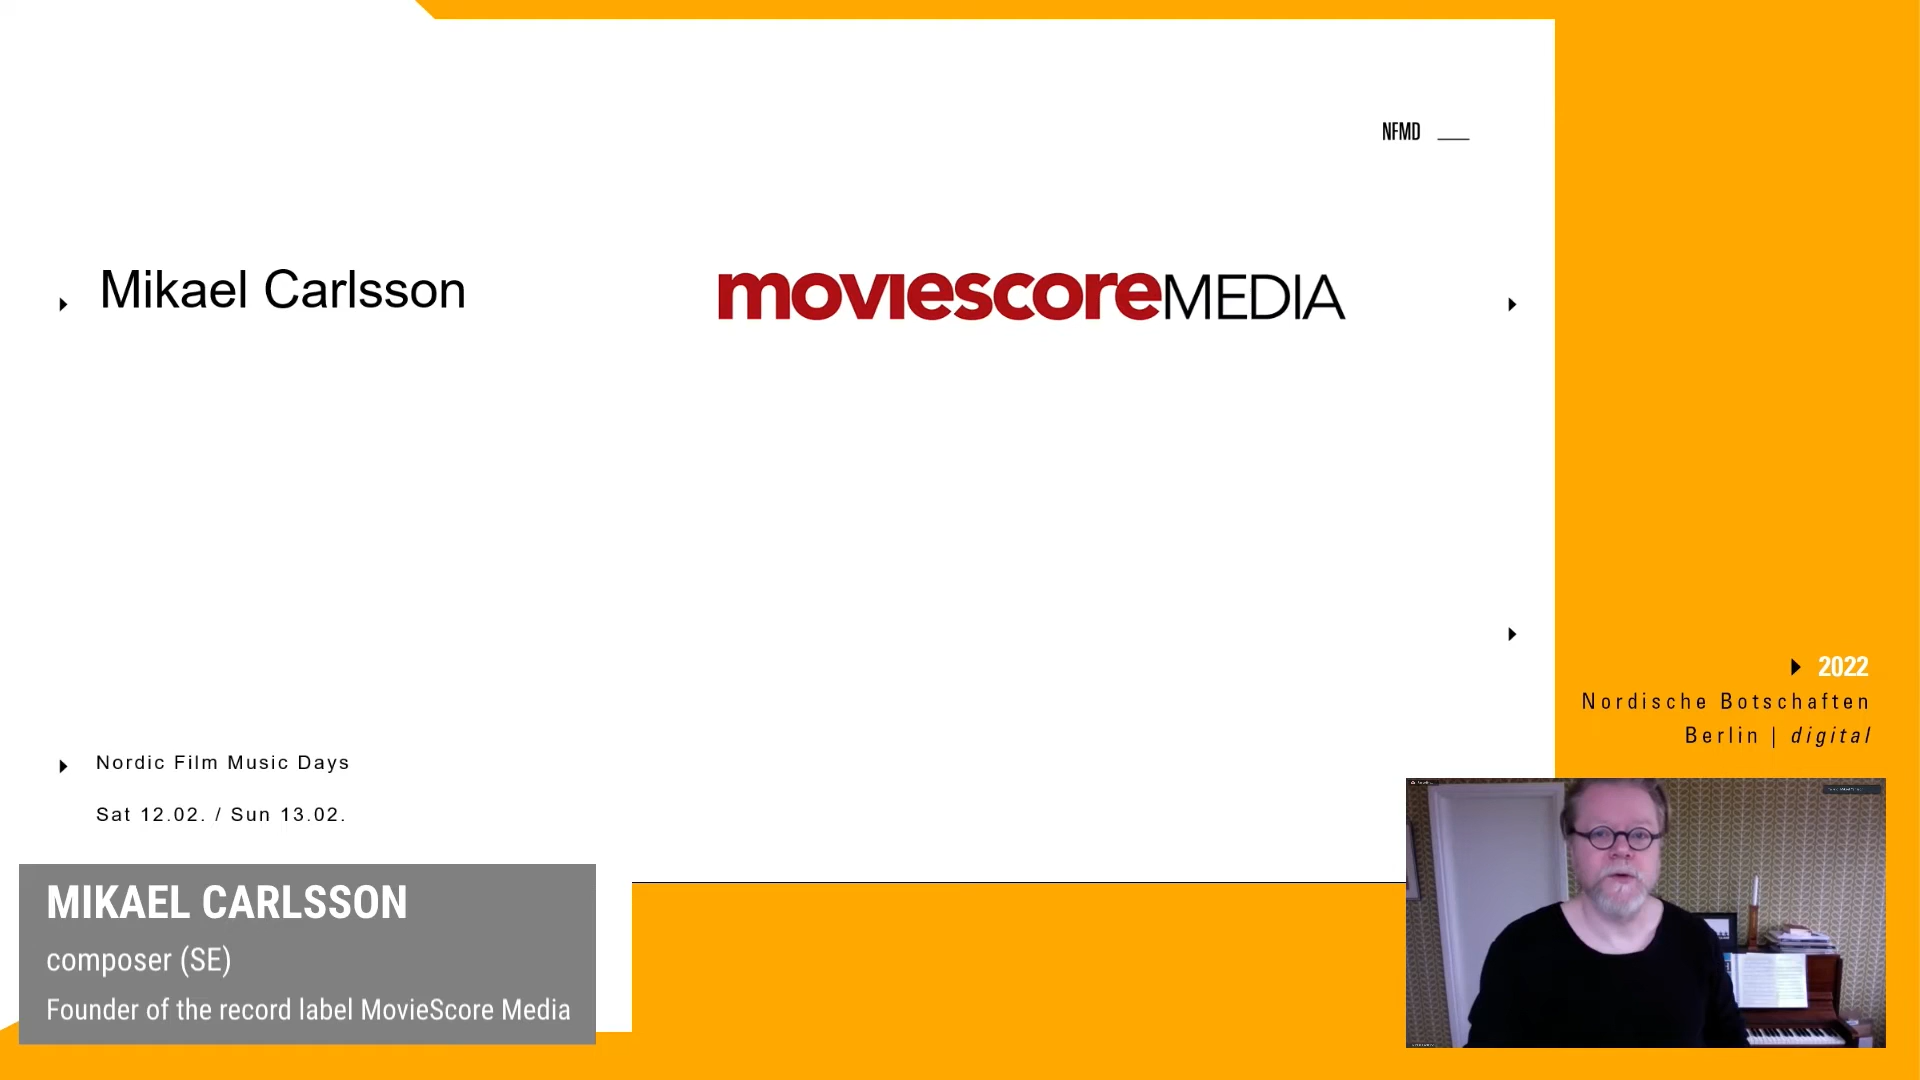 NFMD
Mikael Carlsson
moviescoreMEDIA
2022
Nordische Botschaften
Berlin | digital
Nordic Film Music Days
Sat 12.02. / Sun 13.02.
MIKAEL CARLSSON
composer (SE)
Founder of the record label MovieScore Media